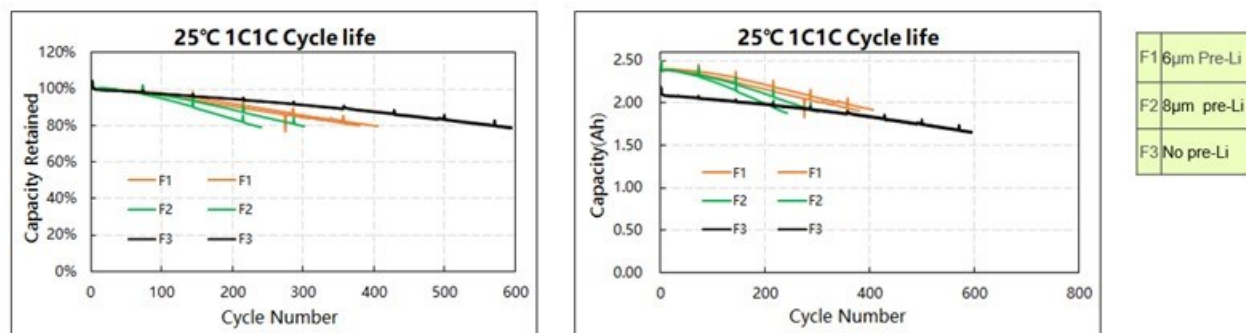 25℃ 1C1C Cycle life
120%
100%
80%
60%
40%
20%
0%
Capacity Retained
F1 F1
F2 F2
F3 F3
0 100 200 300 400 500 600
Cycle Number
25℃ 1C1C Cycle life
2.50
2.00
1.50
1.00
0.50
0.00
Capacity(Ah)
F1 F1
F2 F2
F3 F3
0 200 400 600 800
Cycle Number
F1 6μm Pre-Li
F2 8μm pre-Li
F3 No pre-Li